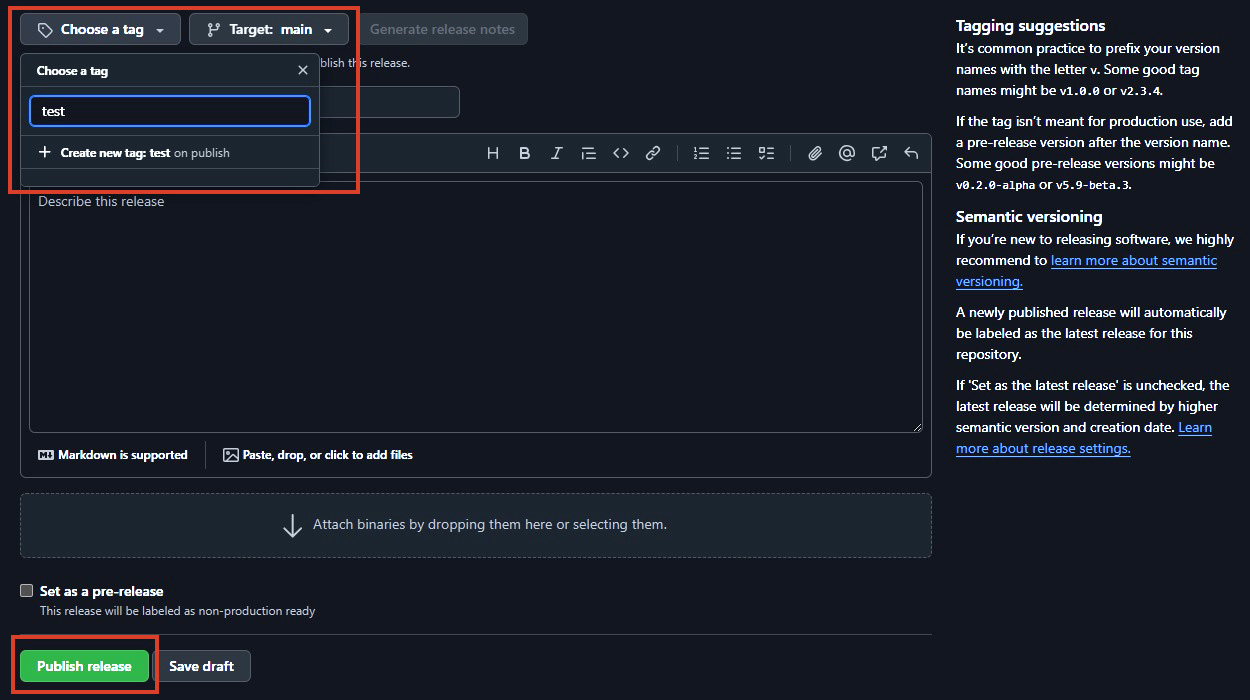 Choose a tag
Target: main
Generate release notes
Choose a tag
blish this release.
test
Create new tag: test on publish
Describe this release
Markdown is supported
Paste, drop, or click to add files
Attach binaries by dropping them here or selecting them.
Set as a pre-release
This release will be labeled as non-production ready
Publish release
Save draft
Tagging suggestions
It’s common practice to prefix your version
names with the letter v. Some good tag
names might be v1.0.0 or v2.3.4.
If the tag isn’t meant for production use, add
a pre-release version after the version name.
Some good pre-release versions might be
v0.2.0-alpha or v5.9-beta.3.
Semantic versioning
If you’re new to releasing software, we highly
recommend to learn more about semantic
versioning.
A newly published release will automatically
be labeled as the latest release for this
repository.
If 'Set as the latest release' is unchecked, the
latest release will be determined by higher
semantic version and creation date. Learn
more about release settings.